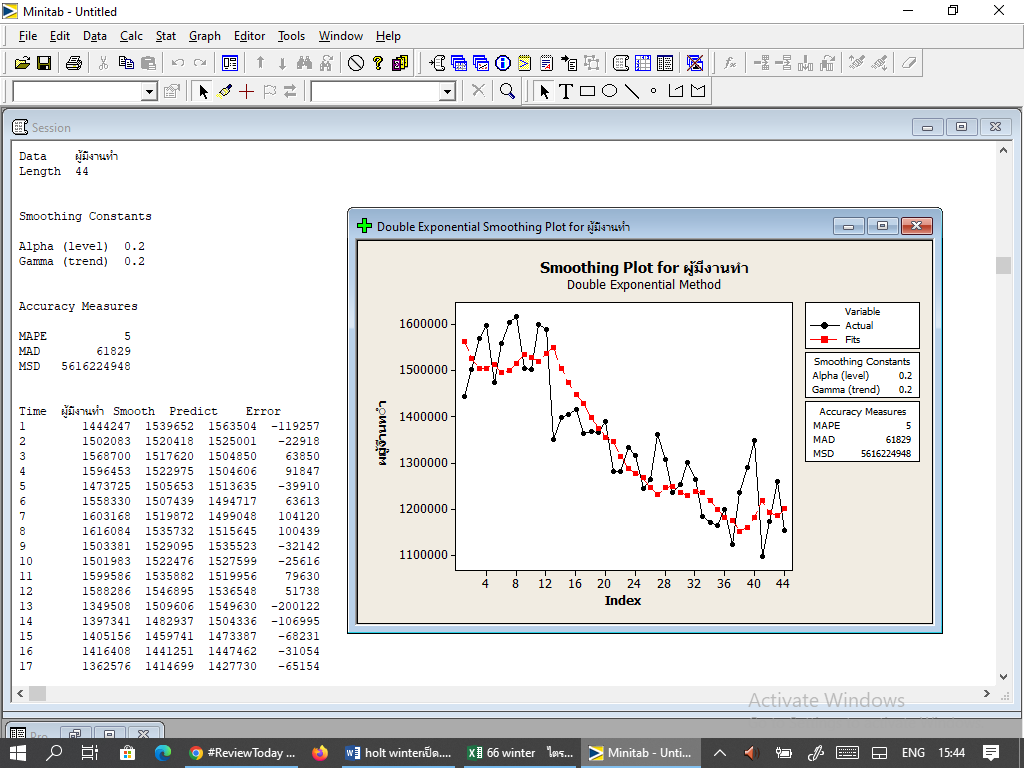 Minitab - Untitled
File Edit Data Calc Stat Graph Editor Tools Window Help
Session
Data ผู้มีงานทำ
Length 44
Smoothing Constants
Alpha (level) 0.2
Gamma (trend) 0.2
Accuracy Measures
MAPE 5
MAD 61829
MSD 5616224948
Time ผู้มีงานทำ Smooth Predict Error
1 1444247 1539652 1563504 -119257
2 1502083 1520418 1525001 -22918
3 1568700 1517620 1504850 63850
4 1596453 1522975 1504606 91847
5 1473725 1505653 1513635 -39910
6 1558330 1507439 1494717 63613
7 1603168 1519872 1499048 104120
8 1616084 1535732 1515645 100439
9 1503381 1529095 1535523 -32142
10 1501983 1522476 1527599 -25616
11 1599586 1535882 1519956 79630
12 1588286 1546895 1536548 51738
13 1349508 1509606 1549630 -200122
14 1397341 1482937 1504336 -106995
15 1405156 1459741 1473387 -68231
16 1416408 1441251 1447462 -31054
17 1362576 1414699 1427730 -65154
Double Exponential Smoothing Plot for ผู้มีงานทำ
Smoothing Plot for ผู้มีงานทำ
Double Exponential Method
1600000
1500000
1400000
1300000
1200000
1100000
4 8 12 16 20 24 28 32 36 40 44
Index
Variable
Actual
Fits
Smoothing Constants
Alpha (level) 0.2
Gamma (trend) 0.2
Accuracy Measures
MAPE 5
MAD 61829
MSD 5616224948
Activate Windows
Pro...
#ReviewToday ...
holt winterเป็ด....
66 winter ไตร...
Minitab - Unti...
ENG 15:44